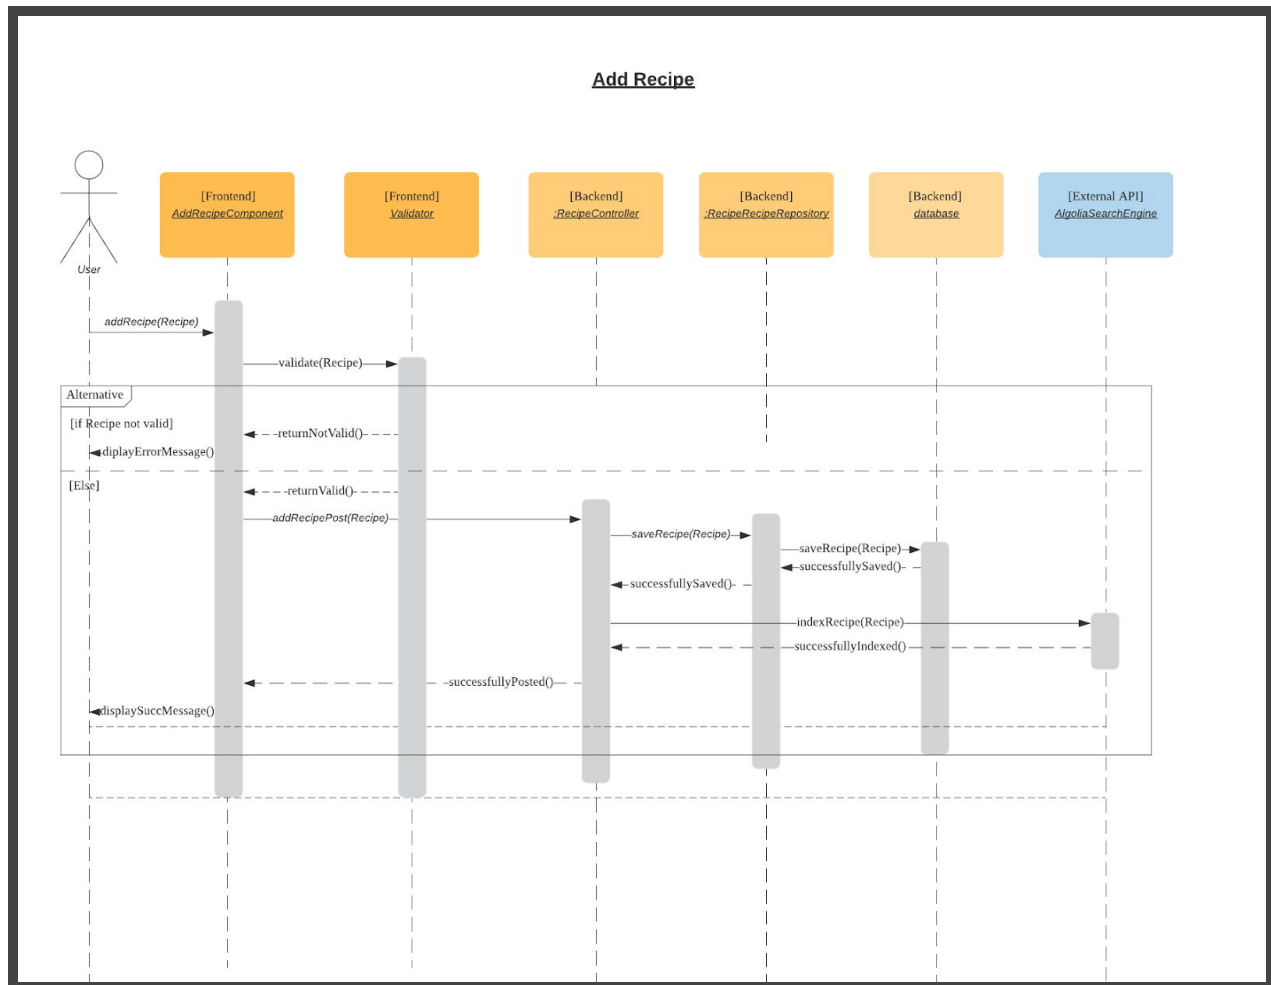 Add Recipe
[Frontend]
AddRecipeComponent
[Frontend]
Validator
[Backend]
:RecipeController
[Backend]
:RecipeRecipeRepository
[Backend]
database
[External API]
AlgoliaSearchEngine
User
addRecipe(Recipe)
validate(Recipe)
Alternative
[if Recipe not valid]
returnNotValid()
diplayErrorMessage()
[Else]
returnValid()
addRecipePost(Recipe)
saveRecipe(Recipe)
saveRecipe(Recipe)
successfullySaved()
successfullySaved()
indexRecipe(Recipe)
successfullyIndexed()
successfullyPosted()
displaySuccMessage()